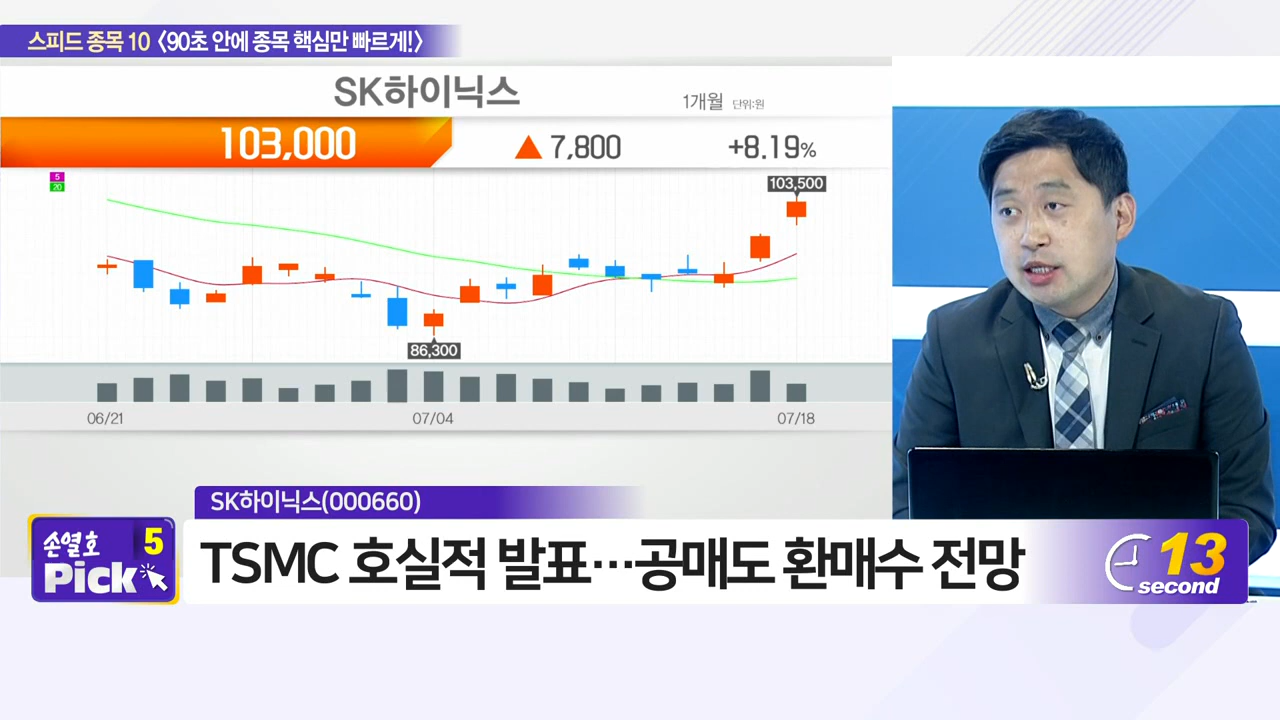 스피드 종목 10 〈90초 안에 종목 핵심만 빠르게!〉
SK하이닉스
1개월 단위:원
103,000 ▲ 7,800 +8.19%
5
20
103,500
86,300
06/21 07/04 07/18
SK하이닉스(000660)
손열호 5
Pick
TSMC 호실적 발표…공매도 환매수 전망
13
second